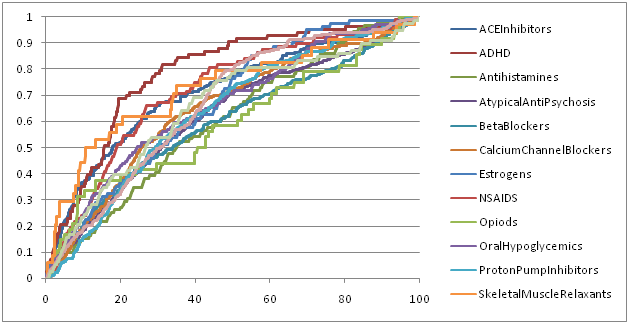 1
0.9
0.8
0.7
0.6
0.5
0.4
0.3
0.2
0.1
0
0 20 40 60 80 100
ACEInhibitors
ADHD
Antihistamines
AtypicalAntiPsychosis
BetaBlockers
CalciumChannelBlockers
Estrogens
NSAIDS
Opiods
OralHypoglycemics
ProtonPumpInhibitors
SkeletalMuscleRelaxants